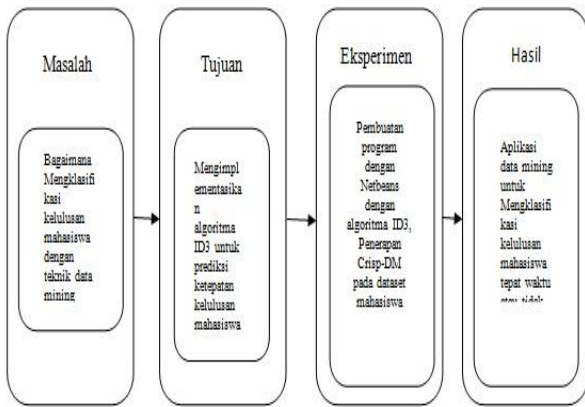 Masalah
Bagaimana
Mengklasifi
kasi
kelulusan
mahasiswa
dengan
teknik data
mining
Tujuan
Mengimpl
ementasika
n
algoritma
ID3 untuk
prediksi
ketepatan
kelulusan
mahasiswa
Eksperimen
Pembuatan
program
dengan
Netbeans
dengan
algoritma ID3,
Penerapan
Crisp-DM
pada dataset
mahasiswa
Hasil
Aplikasi
data mining
untuk
Mengklasifi
kasi
kelulusan
mahasiswa
tepat waktu